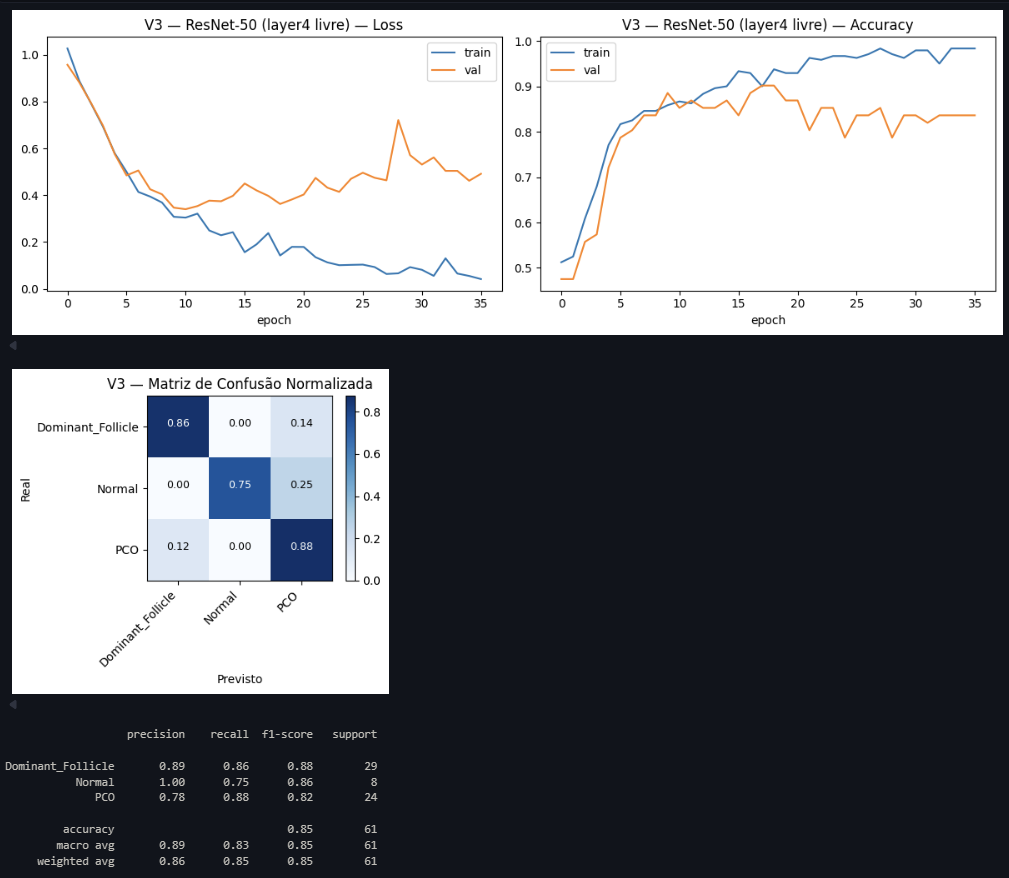 V3 — ResNet-50 (layer4 livre) — Loss
train
val
1.0
0.8
0.6
0.4
0.2
0.0
0 5 10 15 20 25 30 35
epoch
V3 — ResNet-50 (layer4 livre) — Accuracy
train
val
1.0
0.9
0.8
0.7
0.6
0.5
0 5 10 15 20 25 30 35
epoch
V3 — Matriz de Confusão Normalizada
Real
Dominant_Follicle 0.86 0.00 0.14
Normal 0.00 0.75 0.25
PCO 0.12 0.00 0.88
0.8
0.6
0.4
0.2
0.0
Dominant_Follicle Normal PCO
Previsto
precision recall f1-score support
Dominant_Follicle 0.89 0.86 0.88 29
Normal 1.00 0.75 0.86 8
PCO 0.78 0.88 0.82 24
accuracy 0.85 61
macro avg 0.89 0.83 0.85 61
weighted avg 0.86 0.85 0.85 61